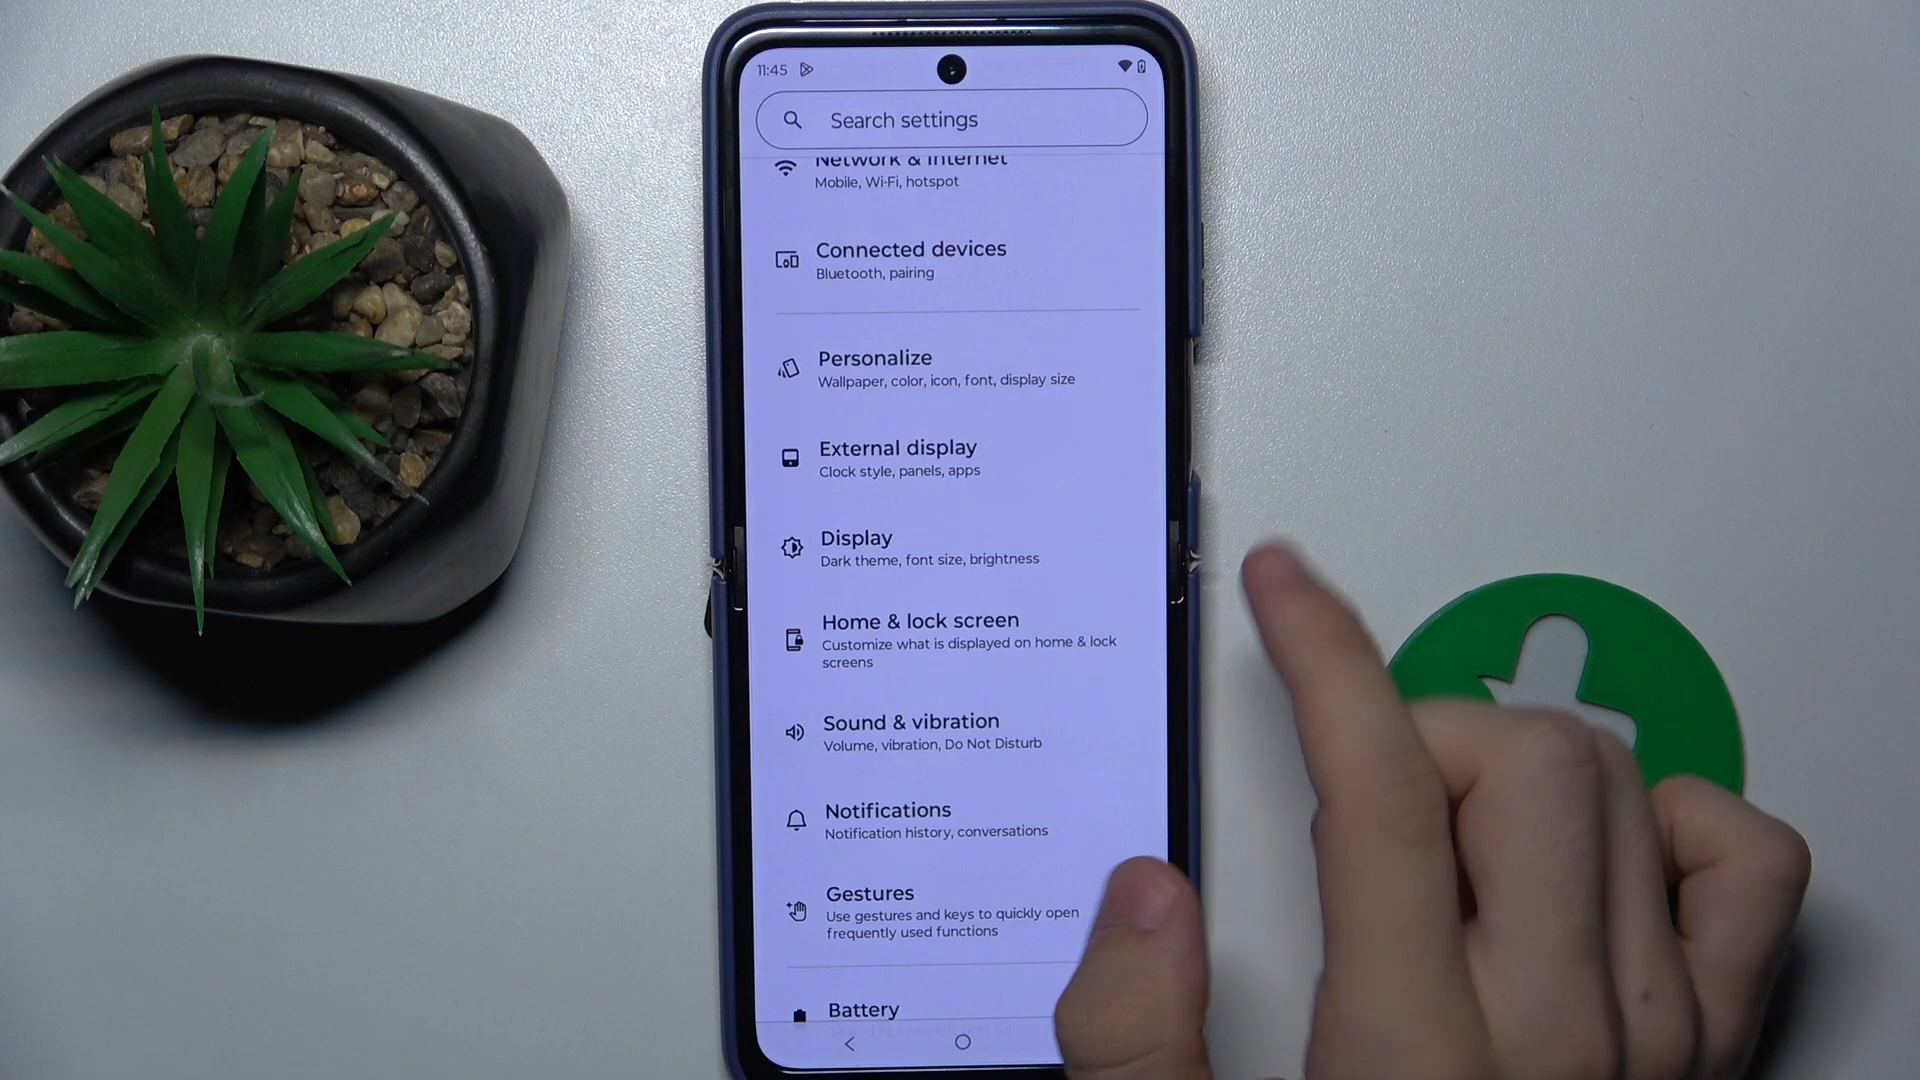 11:45
Search settings
Network & internet
Mobile, Wi-Fi, hotspot
Connected devices
Bluetooth, pairing
Personalize
Wallpaper, color, icon, font, display size
External display
Clock style, panels, apps
Display
Dark theme, font size, brightness
Home & lock screen
Customize what is displayed on home & lock
screens
Sound & vibration
Volume, vibration, Do Not Disturb
Notifications
Notification history, conversations
Gestures
Use gestures and keys to quickly open
frequently used functions
Battery